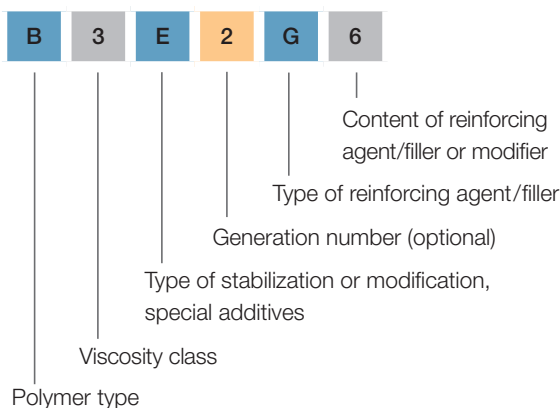 B 3 E 2 G 6
Content of reinforcing
agent/filler or modifier
Type of reinforcing agent/filler
Generation number (optional)
Type of stabilization or modification,
special additives
Viscosity class
Polymer type